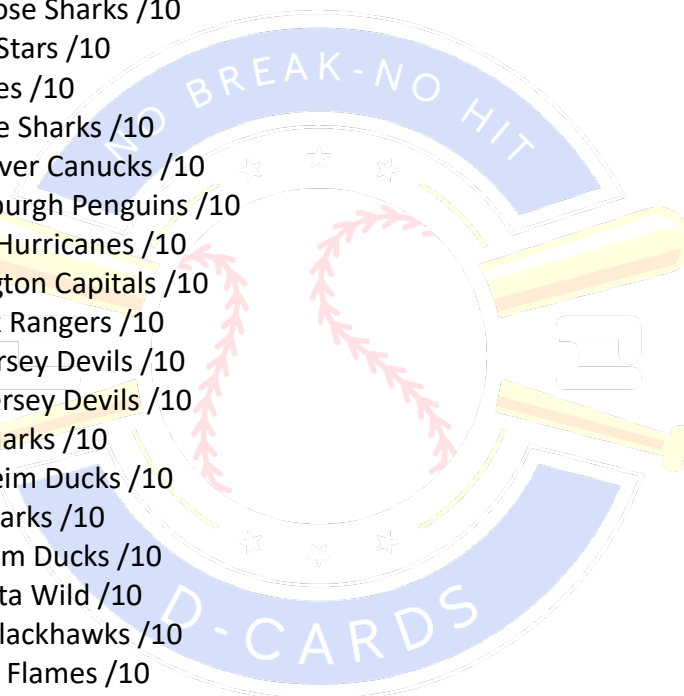 ose Sharks /10
Stars /10
es /10
e Sharks /10
ver Canucks /10
burgh Penguins /10
Hurricanes /10
gton Capitals /10
Rangers /10
rsey Devils /10
ersey Devils /10
arks /10
eim Ducks /10
arks /10
m Ducks /10
ta Wild /10
lackhawks /10
Flames /10
NO BREAK-NO HIT
D-CARDS